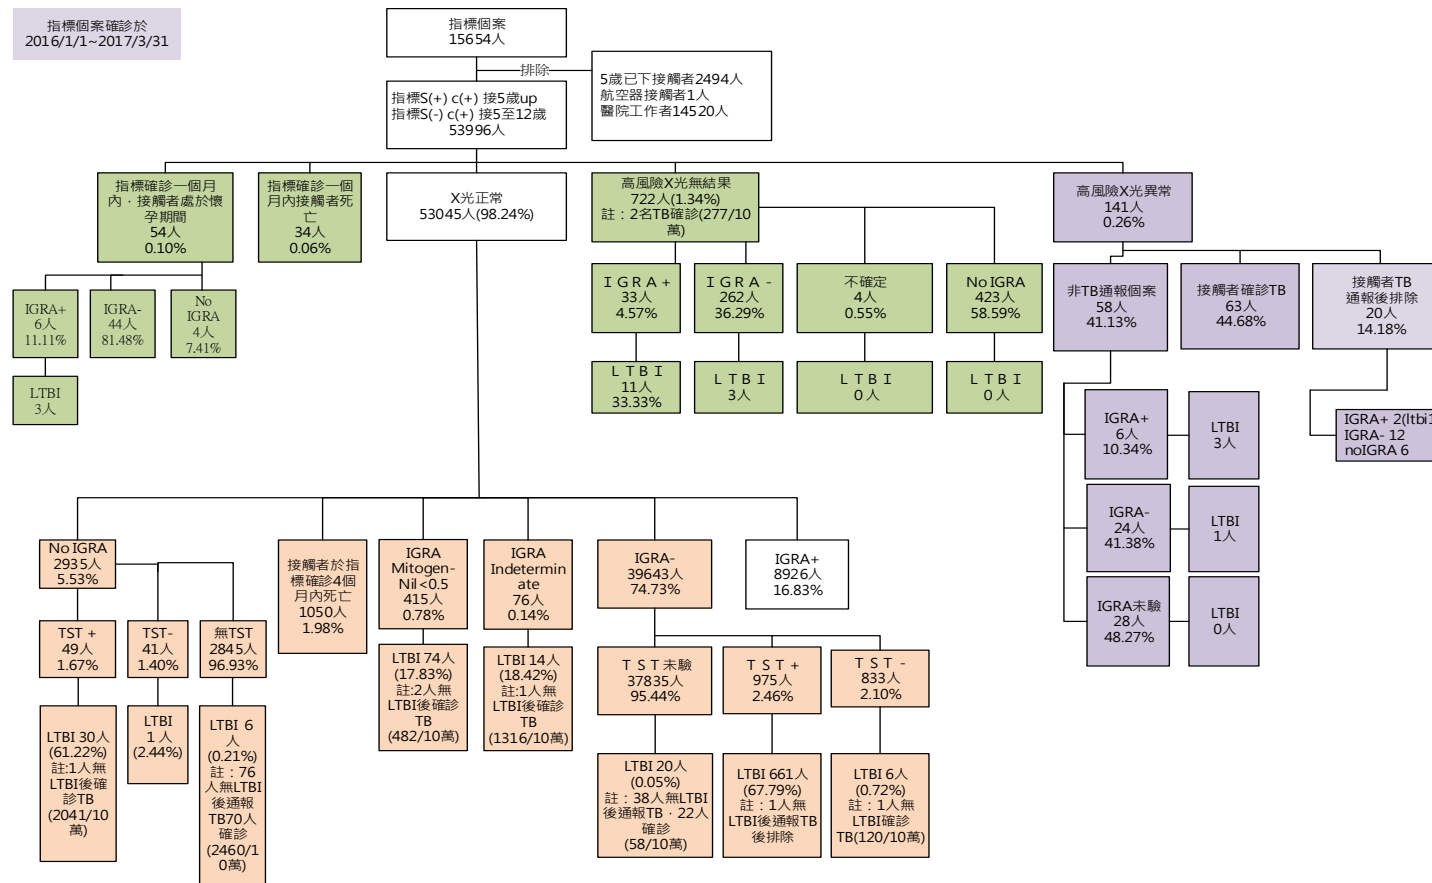 指標個案確診於
2016/1/1~2017/3/31
指標個案
15654人
排除
5歲已下接觸者2494人
航空器接觸者1人
醫院工作者14520人
指標S(+) c(+) 接5歲up
指標S(-) c(+) 接5至12歲
53996人
指標確診一個月
內，接觸者處於懷
孕期間
54人
0.10%
指標確診一個
月內接觸者死
亡
34人
0.06%
X光正常
53045人(98.24%)
高風險X光無結果
722人(1.34%)
註：2名TB確診(277/10
萬)
高風險X光異常
141人
0.26%
IGRA+
6人
11.11%
IGRA-
44人
81.48%
No
IGRA
4人
7.41%
LTBI
3人
ＩＧＲＡ+
33人
4.57%
ＩＧＲＡ-
262人
36.29%
不確定
4人
0.55%
No IGRA
423人
58.59%
ＬＴＢＩ
11人
33.33%
ＬＴＢＩ
3人
ＬＴＢＩ
0人
ＬＴＢＩ
0人
非TB通報個案
58人
41.13%
接觸者確診TB
63人
44.68%
接觸者TB
通報後排除
20人
14.18%
IGRA+
6人
10.34%
LTBI
3人
IGRA+ 2(ltbi1
IGRA- 12
noIGRA 6
IGRA-
24人
41.38%
LTBI
1人
IGRA未驗
28人
48.27%
LTBI
0人
No IGRA
2935人
5.53%
接觸者於指
標確診4個
月內死亡
1050人
1.98%
IGRA
Mitogen-
Nil<0.5
415人
0.78%
IGRA
Indetermin
ate
76人
0.14%
IGRA-
39643人
74.73%
IGRA+
8926人
16.83%
TST +
49人
1.67%
TST-
41人
1.40%
無TST
2845人
96.93%
LTBI 74人
(17.83%)
註:2人無
LTBI後確診
TB
(482/10萬)
LTBI 14人
(18.42%)
註:1人無
LTBI後確診
TB
(1316/10萬)
ＴＳＴ未驗
37835人
95.44%
ＴＳＴ+
975人
2.46%
ＴＳＴ-
833人
2.10%
LTBI 30人
(61.22%)
註:1人無
LTBI後確
診TB
(2041/10
萬)
LTBI
1人
(2.44%)
LTBI 6
人
(0.21%)
註：76
人無LTBI
後通報
TB70人
確診
(2460/1
0萬)
LTBI 20人
(0.05%)
註：38人無LTBI
後通報TB，22人
確診
(58/10萬)
LTBI 661人
(67.79%)
註：1人無
LTBI後通報TB
後排除
LTBI 6人
(0.72%)
註：1人無
LTBI確診
TB(120/10萬)